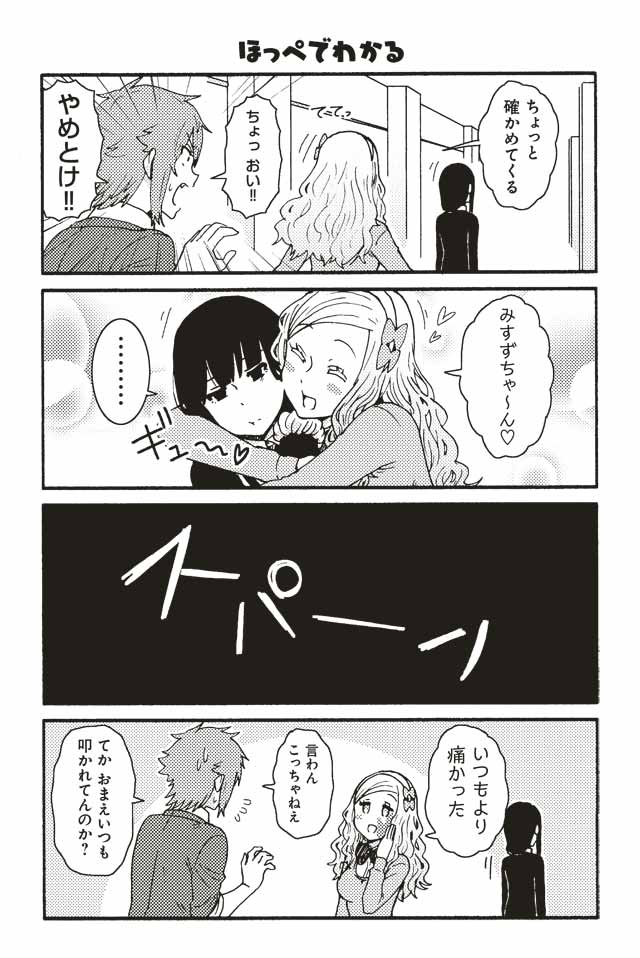 ほっぺでわかる
ちょっと
確かめてくる
てってっ
ちょっ おい!!
やめとけ!!
みすずちゃ〜ん♡
………
ギュ〜〜♡
スパーン
いつもより
痛かった
言わん
こっちゃねえ
てか おまえいつも
叩かれてんのか?